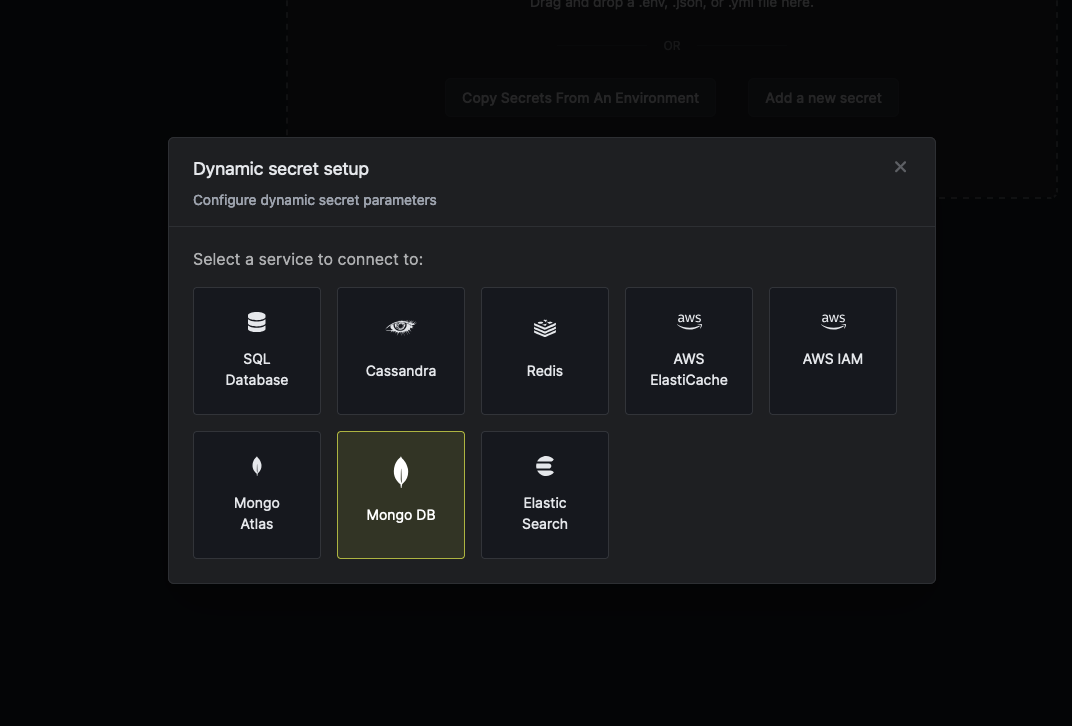 Drag and drop a .env, .json, or .yml file here.
OR
Copy Secrets From An Environment
Add a new secret
Dynamic secret setup
Configure dynamic secret parameters
Select a service to connect to:
SQL
Database
Cassandra
Redis
aws
AWS
ElastiCache
aws
AWS IAM
Mongo
Atlas
Mongo DB
Elastic
Search